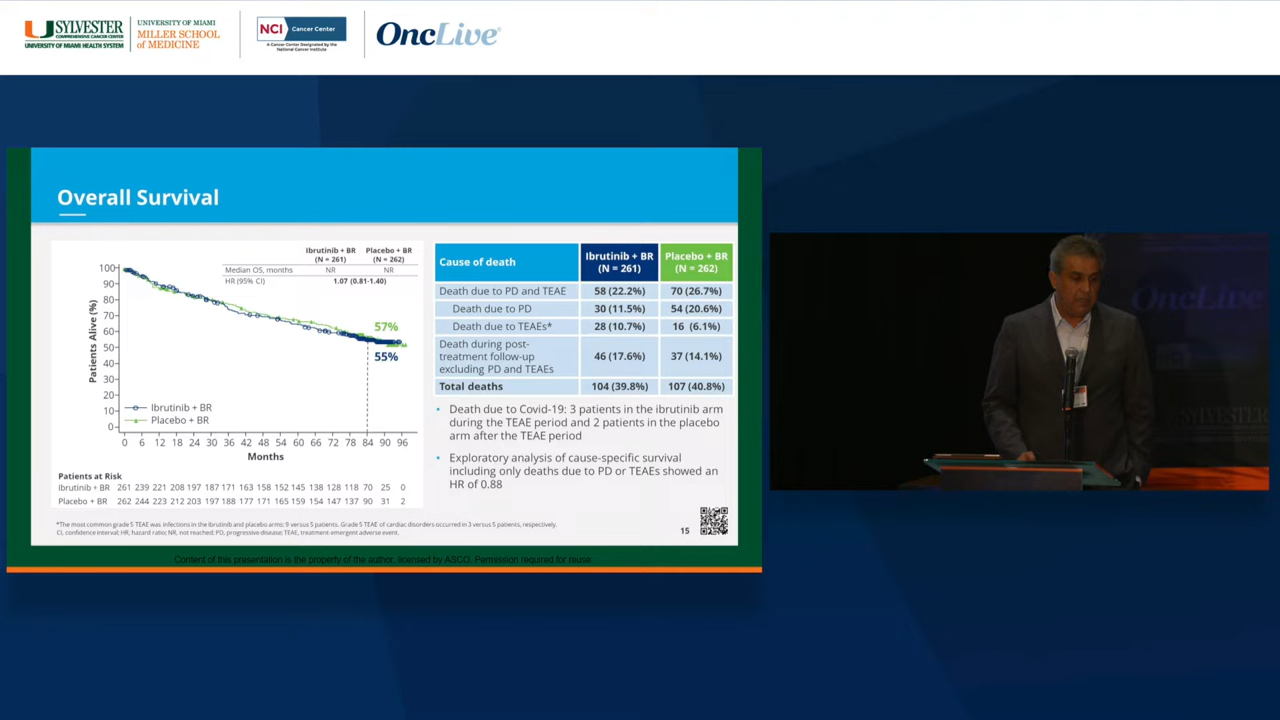 SYLVESTER
COMPREHENSIVE CANCER CENTER
UNIVERSITY OF MIAMI HEALTH SYSTEM
UNIVERSITY OF MIAMI
MILLER SCHOOL
of MEDICINE
NCI Cancer Center
A Cancer Center Designated by the
National Cancer Institute
OncLive®
Overall Survival
Ibrutinib + BR Placebo + BR
(N = 261) (N = 262)
Median OS, months NR NR
HR (95% CI) 1.07 (0.81-1.40)
Patients Alive (%)
100
90
80
70
60
50
40
30
20
10
0
57%
55%
Ibrutinib + BR
Placebo + BR
0 6 12 18 24 30 36 42 48 54 60 66 72 78 84 90 96
Months
Patients at Risk
Ibrutinib + BR 261 239 221 208 197 187 171 163 158 152 145 138 128 118 70 25 0
Placebo + BR 262 244 223 212 203 197 188 177 171 165 159 154 147 137 90 31 2
Cause of death Ibrutinib + BR Placebo + BR
(N = 261) (N = 262)
Death due to PD and TEAE 58 (22.2%) 70 (26.7%)
Death due to PD 30 (11.5%) 54 (20.6%)
Death due to TEAEs* 28 (10.7%) 16 (6.1%)
Death during post-
treatment follow-up
excluding PD and TEAEs 46 (17.6%) 37 (14.1%)
Total deaths 104 (39.8%) 107 (40.8%)
• Death due to Covid-19: 3 patients in the ibrutinib arm
during the TEAE period and 2 patients in the placebo
arm after the TEAE period
• Exploratory analysis of cause-specific survival
including only deaths due to PD or TEAEs showed an
HR of 0.88
*The most common grade 5 TEAE was infections in the ibrutinib and placebo arms: 9 versus 5 patients. Grade 5 TEAE of cardiac disorders occurred in 3 versus 5 patients, respectively.
CI, confidence interval; HR, hazard ratio; NR, not reached; PD, progressive disease; TEAE, treatment-emergent adverse event.
15
Content of this presentation is the property of the author, licensed by ASCO. Permission required for reuse.
OncLive
SYLVESTER